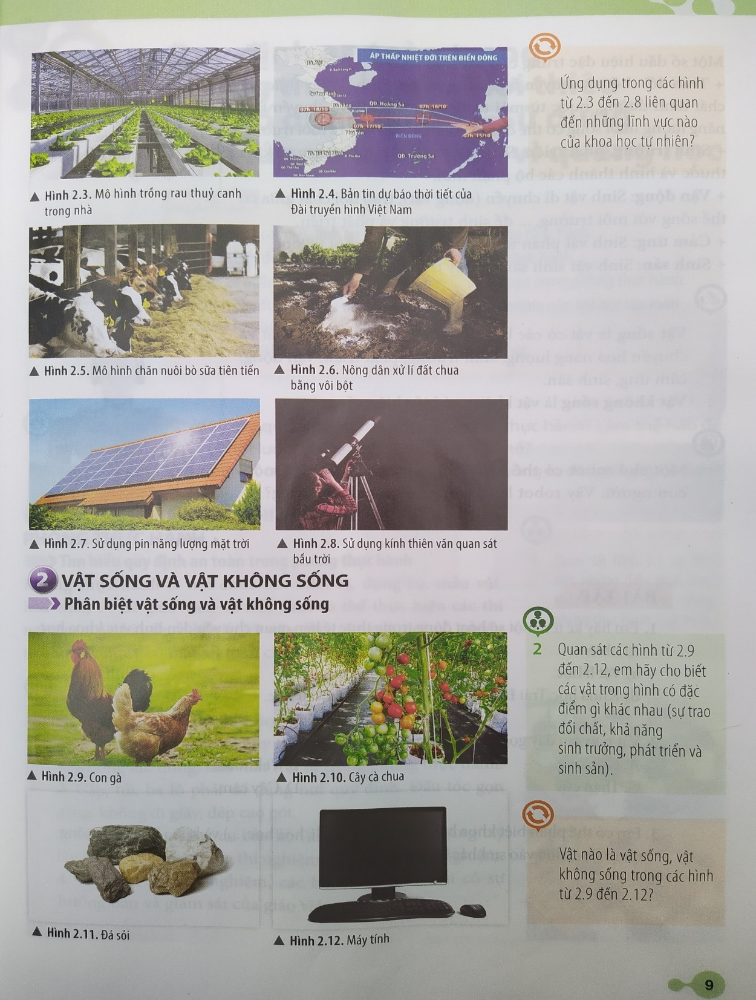 ÁP THẤP NHIỆT ĐỚI TRÊN BIỂN ĐÔNG
QĐ. Hoàng Sa
07h 18/10
07h 17/10
07h 16/10
07h 15/10
BIỂN ĐÔNG
QĐ. Trường Sa
▲ Hình 2.3. Mô hình trồng rau thuỷ canh
trong nhà
▲ Hình 2.4. Bản tin dự báo thời tiết của
Đài truyền hình Việt Nam
Ứng dụng trong các hình
từ 2.3 đến 2.8 liên quan
đến những lĩnh vực nào
của khoa học tự nhiên?
▲ Hình 2.5. Mô hình chăn nuôi bò sữa tiên tiến
▲ Hình 2.6. Nông dân xử lí đất chua
bằng vôi bột
▲ Hình 2.7. Sử dụng pin năng lượng mặt trời
▲ Hình 2.8. Sử dụng kính thiên văn quan sát
bầu trời
2 VẬT SỐNG VÀ VẬT KHÔNG SỐNG
Phân biệt vật sống và vật không sống
▲ Hình 2.9. Con gà
▲ Hình 2.10. Cây cà chua
2 Quan sát các hình từ 2.9
đến 2.12, em hãy cho biết
các vật trong hình có đặc
điểm gì khác nhau (sự trao
đổi chất, khả năng
sinh trưởng, phát triển và
sinh sản).
▲ Hình 2.11. Đá sỏi
▲ Hình 2.12. Máy tính
Vật nào là vật sống, vật
không sống trong các hình
từ 2.9 đến 2.12?
9